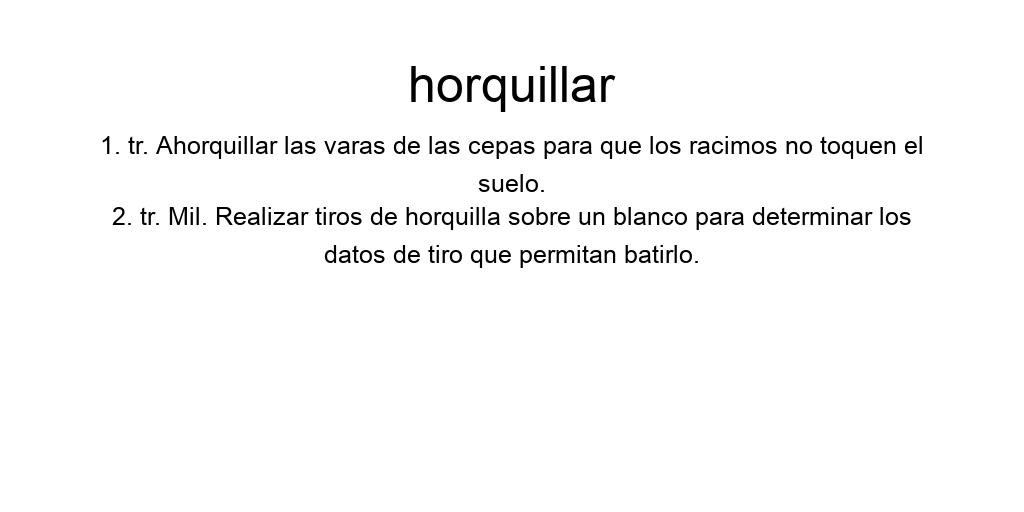 horquillar
1. tr. Ahorquillar las varas de las cepas para que los racimos no toquen el
suelo.
2. tr. Mil. Realizar tiros de horquilla sobre un blanco para determinar los
datos de tiro que permitan batirlo.